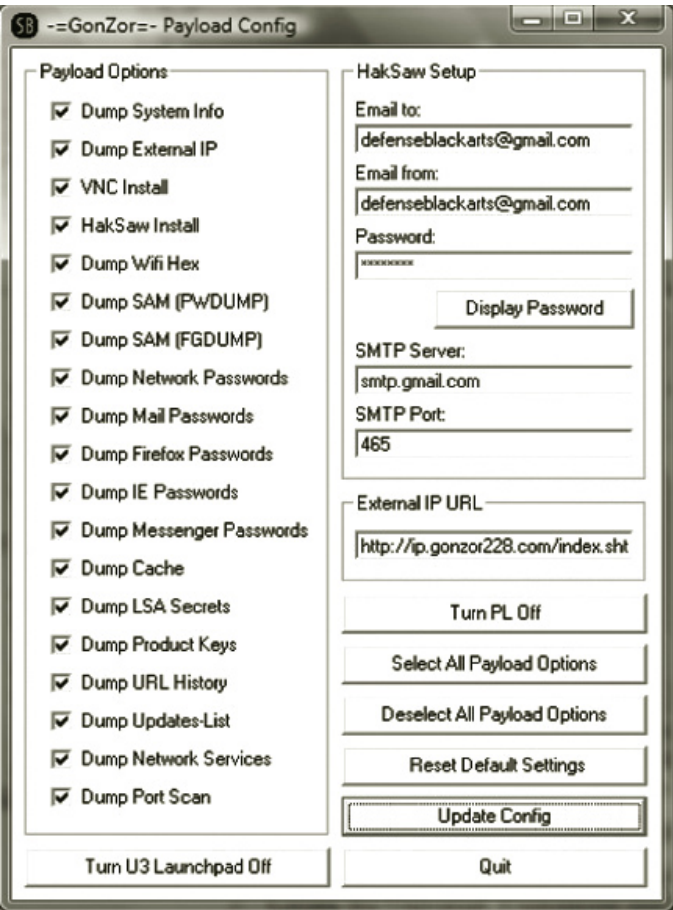 SB -=GonZor=- Payload Config
Payload Options
Dump System Info
Dump External IP
VNC Install
HakSaw Install
Dump Wifi Hex
Dump SAM (PWDUMP)
Dump SAM (FGDUMP)
Dump Network Passwords
Dump Mail Passwords
Dump Firefox Passwords
Dump IE Passwords
Dump Messenger Passwords
Dump Cache
Dump LSA Secrets
Dump Product Keys
Dump URL History
Dump Updates-List
Dump Network Services
Dump Port Scan
Turn U3 Launchpad Off
HakSaw Setup
Email to:
defenseblackarts@gmail.com
Email from:
defenseblackarts@gmail.com
Password:
********
Display Password
SMTP Server:
smtp.gmail.com
SMTP Port:
465
External IP URL
http://ip.gonzor228.com/index.sht
Turn PL Off
Select All Payload Options
Deselect All Payload Options
Reset Default Settings
Update Config
Quit